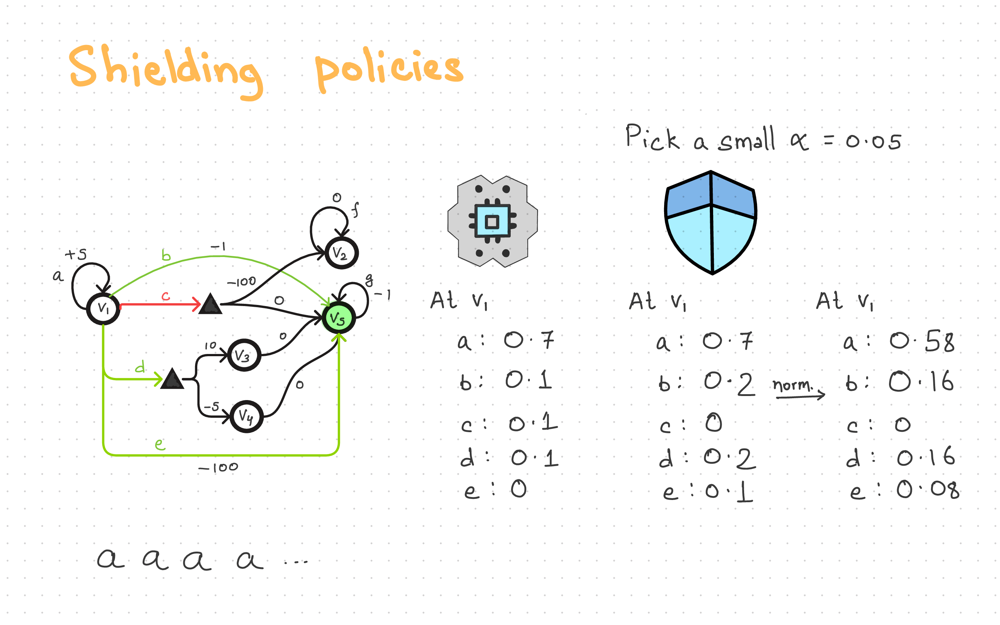 Shielding policies
Pick a small α = 0.05
0
f
+5
a
b
-1
V2
c
-100
0
g
-1
V1
V5
10
V3
0
d
-5
V4
0
e
-100
At V1
a: 0.7
b: 0.1
c: 0.1
d: 0.1
e: 0
At V1
a: 0.7
b: 0.2
c: 0
d: 0.2
e: 0.1
norm.
At V1
a: 0.58
b: 0.16
c: 0
d: 0.16
e: 0.08
a a a a ...